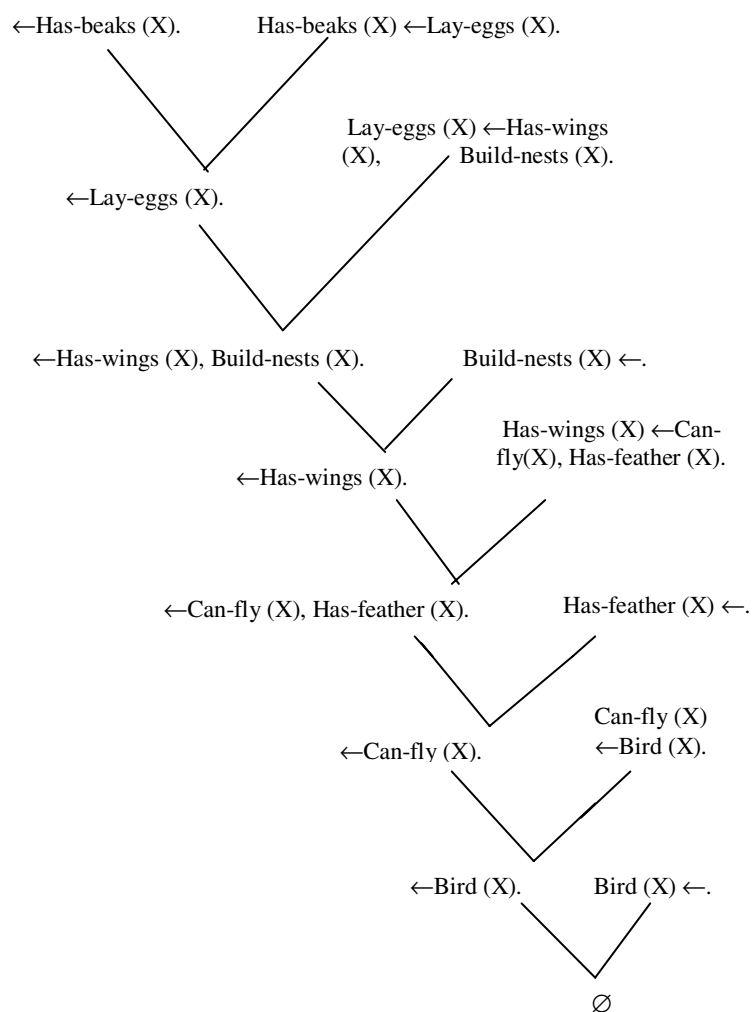 ←Has-beaks (X). Has-beaks (X) ←Lay-eggs (X).
Lay-eggs (X) ←Has-wings
(X), Build-nests (X).
←Lay-eggs (X).
←Has-wings (X), Build-nests (X). Build-nests (X) ←.
Has-wings (X) ←Can-
fly(X), Has-feather (X).
←Has-wings (X).
←Can-fly (X), Has-feather (X). Has-feather (X) ←.
Can-fly (X)
←Bird (X).
←Can-fly (X).
←Bird (X). Bird (X) ←.
∅